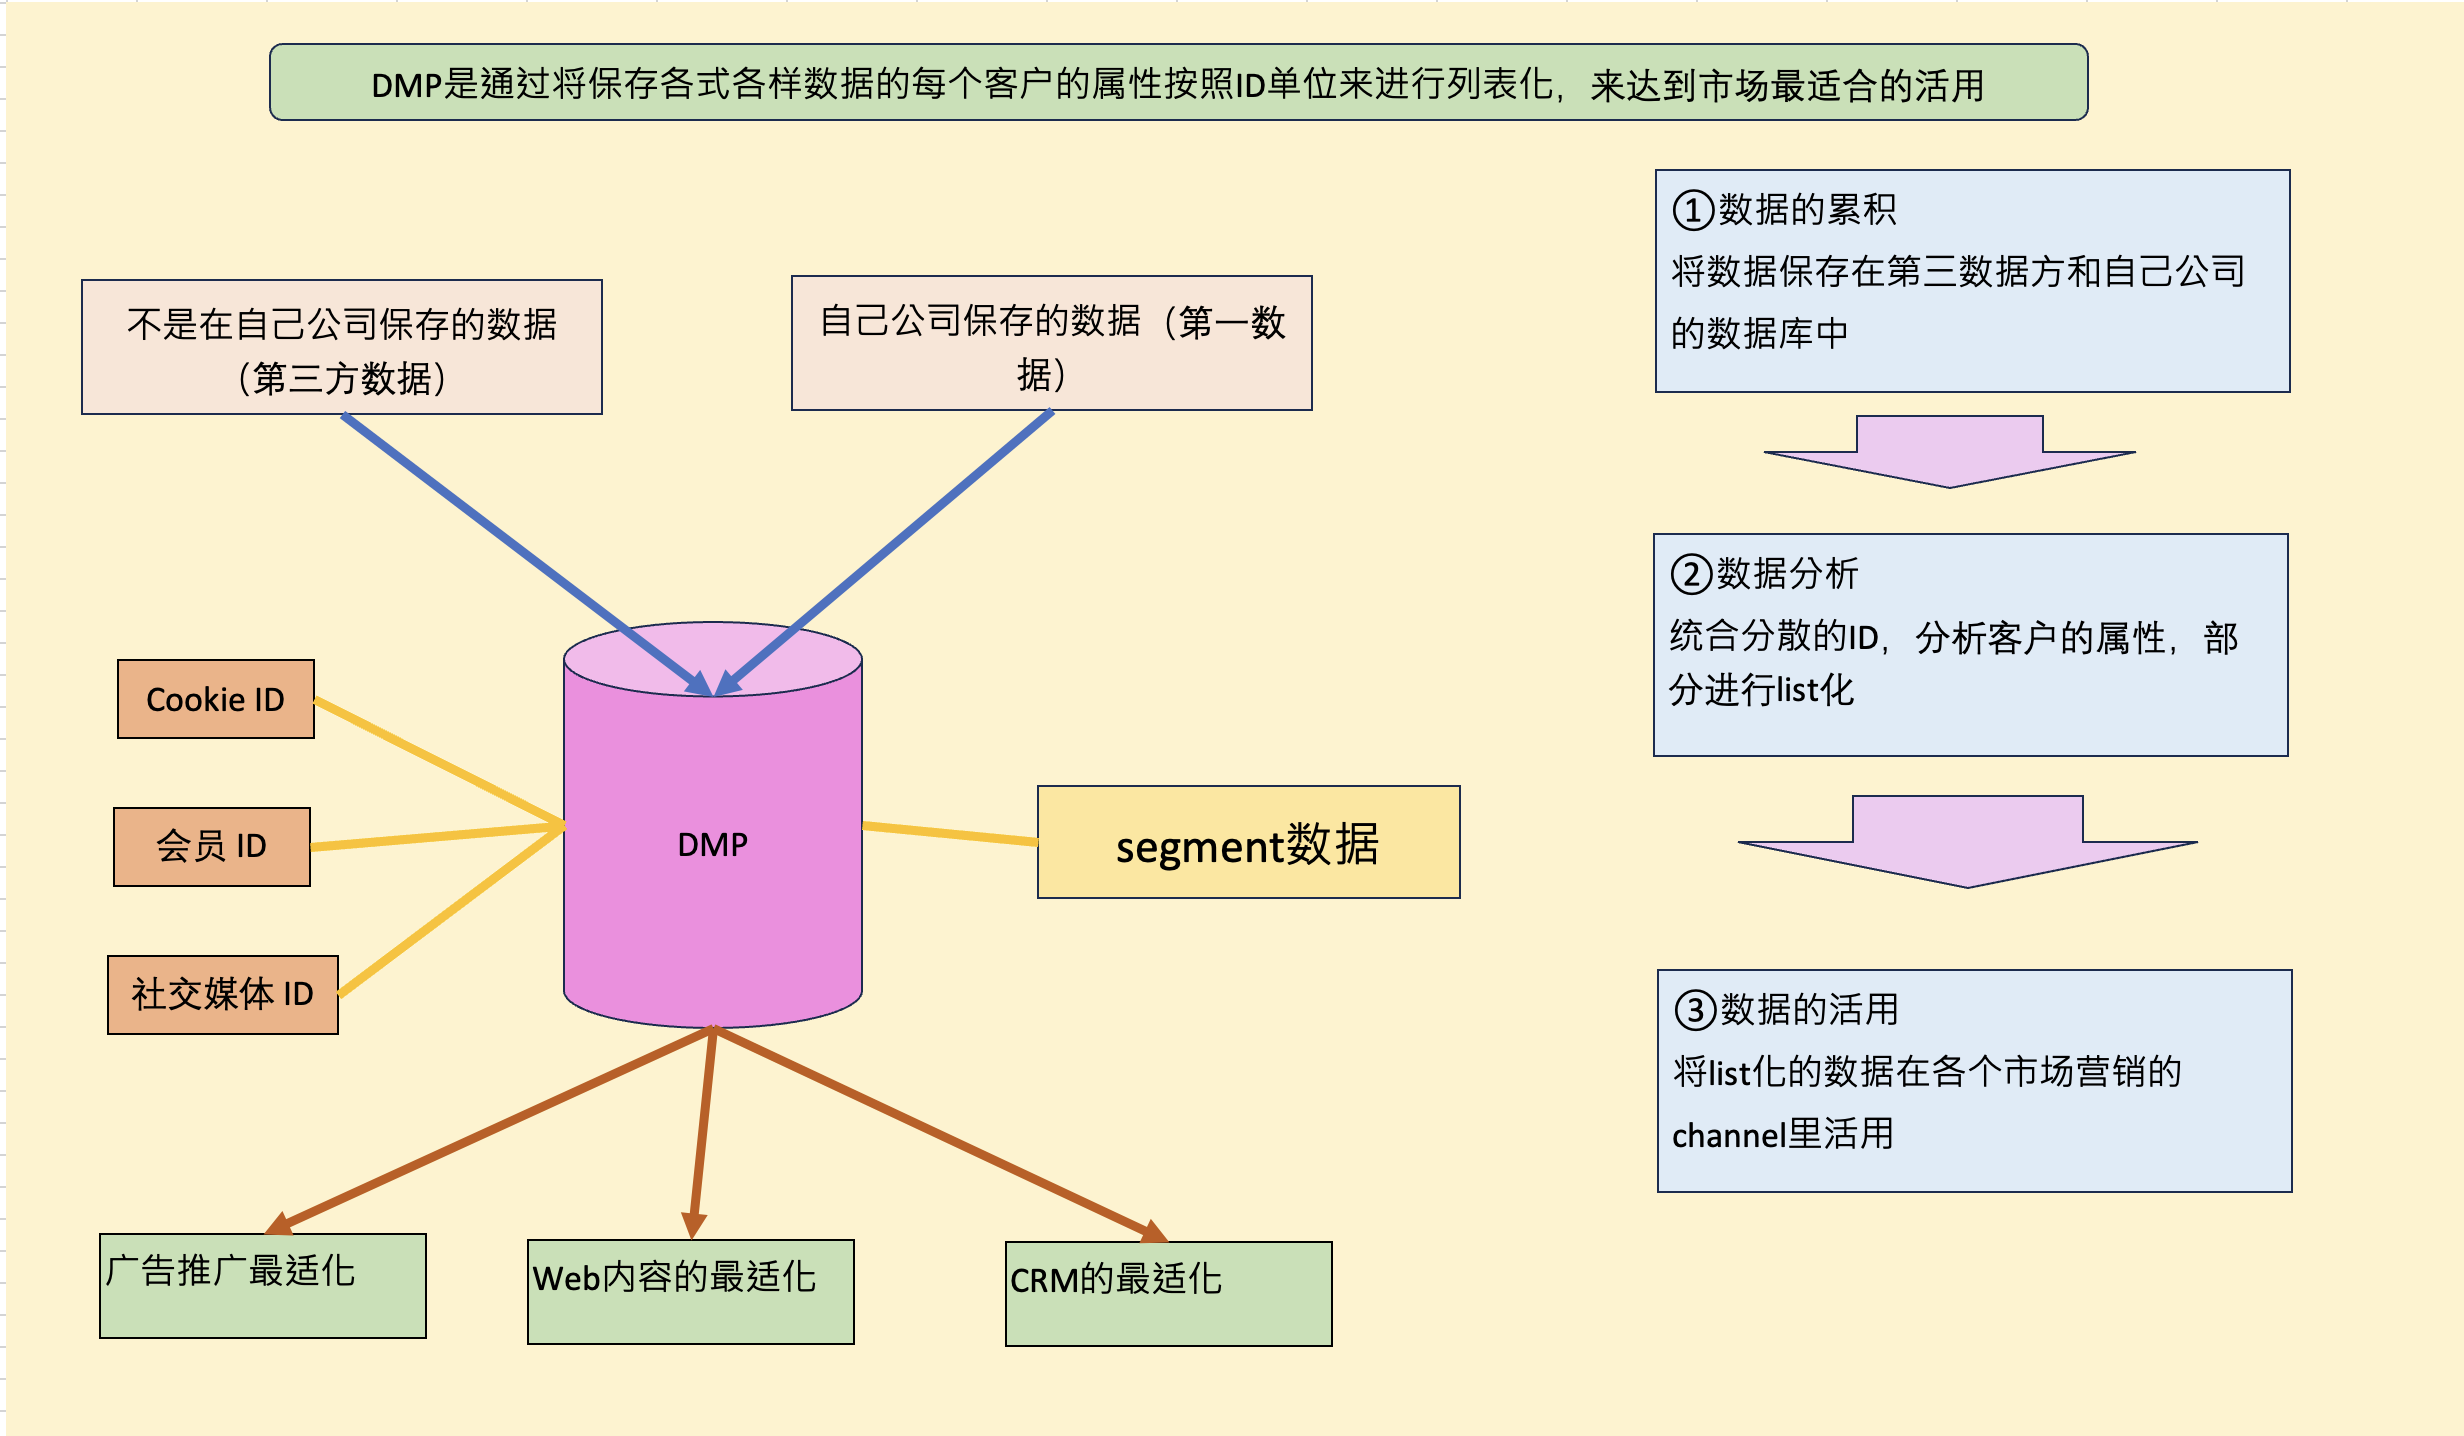 DMP是通过将保存各式各样数据的每个客户的属性按照ID单位来进行列表化，来达到市场最适合的活用
不是在自己公司保存的数据
（第三方数据）
自己公司保存的数据（第一数
据）
Cookie ID
会员 ID
社交媒体 ID
DMP
segment数据
广告推广最适化
Web内容的最适化
CRM的最适化
①数据的累积
将数据保存在第三数据方和自己公司
的数据库中
②数据分析
统合分散的ID，分析客户的属性，部
分进行list化
③数据的活用
将list化的数据在各个市场营销的
channel里活用